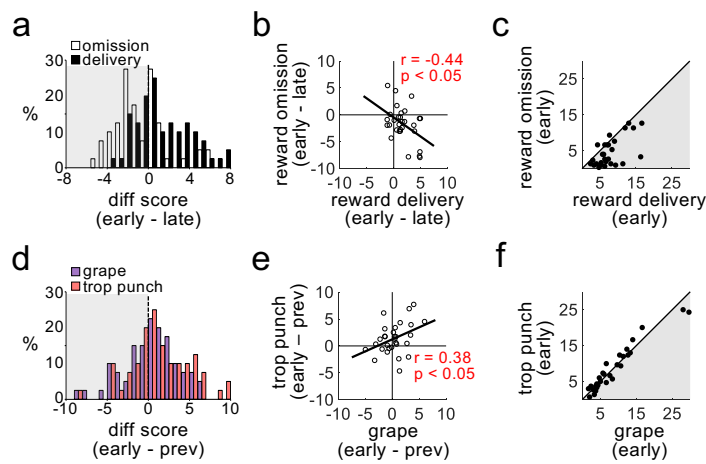 a
omission
delivery
30
20
10
0
%
-8
-4
0
4
8
diff score
(early - late)
b
r = -0.44
p < 0.05
10
5
0
-5
-10
reward omission
(early - late)
-10
-5
0
5
10
reward delivery
(early - late)
c
25
15
5
reward omission
(early)
5
15
25
reward delivery
(early)
d
grape
trop punch
30
20
10
0
%
-10
-5
0
5
10
diff score
(early - prev)
e
10
5
0
-5
-10
trop punch
(early – prev)
r = 0.38
p < 0.05
-10
-5
0
5
10
grape
(early - prev)
f
25
15
5
trop punch
(early)
5
15
25
grape
(early)